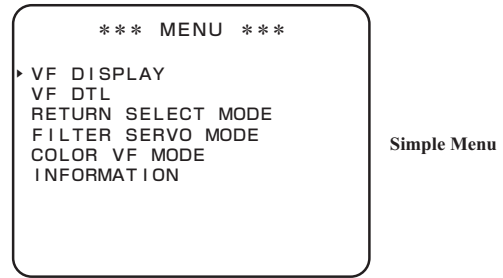 *** MENU ***
▸ VF DISPLAY
VF DTL
RETURN SELECT MODE
FILTER SERVO MODE
COLOR VF MODE
INFORMATION
Simple Menu